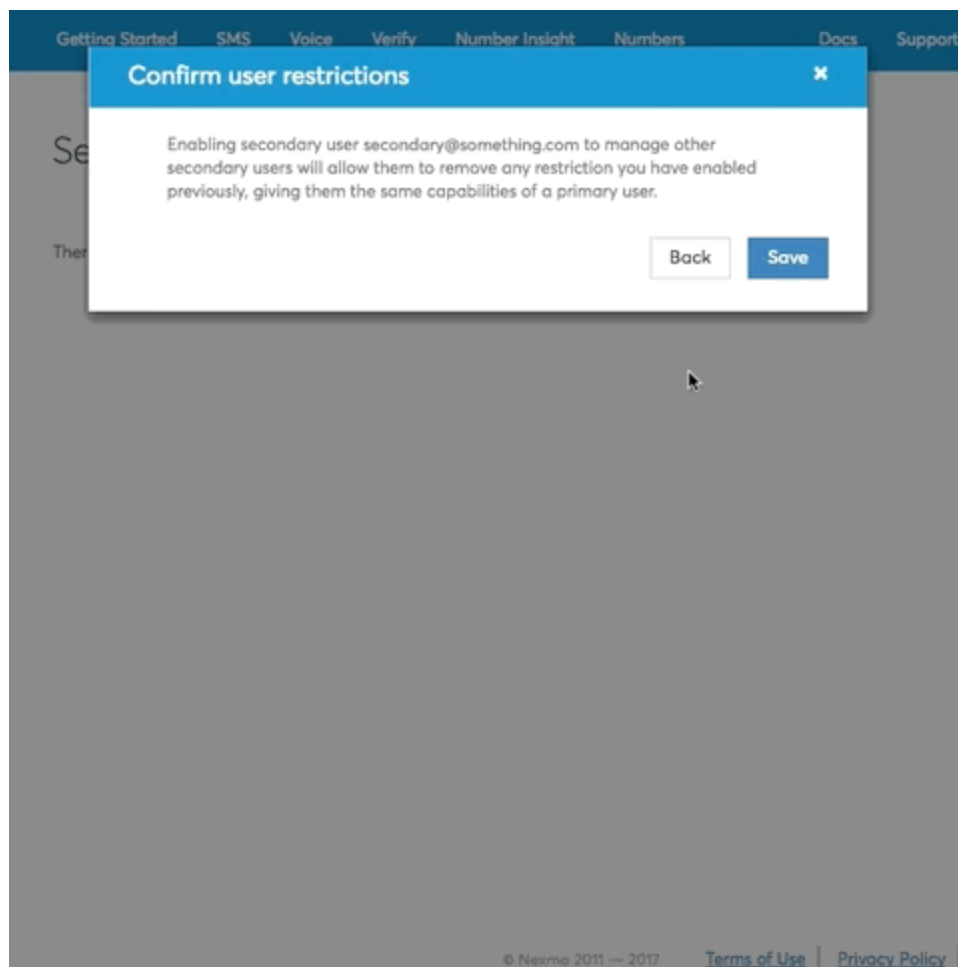 Getting Started SMS Voice Verify Number Insight Numbers Docs Support
Confirm user restrictions
Se
Enabling secondary user secondary@something.com to manage other
secondary users will allow them to remove any restriction you have enabled
previously, giving them the same capabilities of a primary user.
Ther
Back Save
© Nexmo 2011 — 2017 Terms of Use Privacy Policy